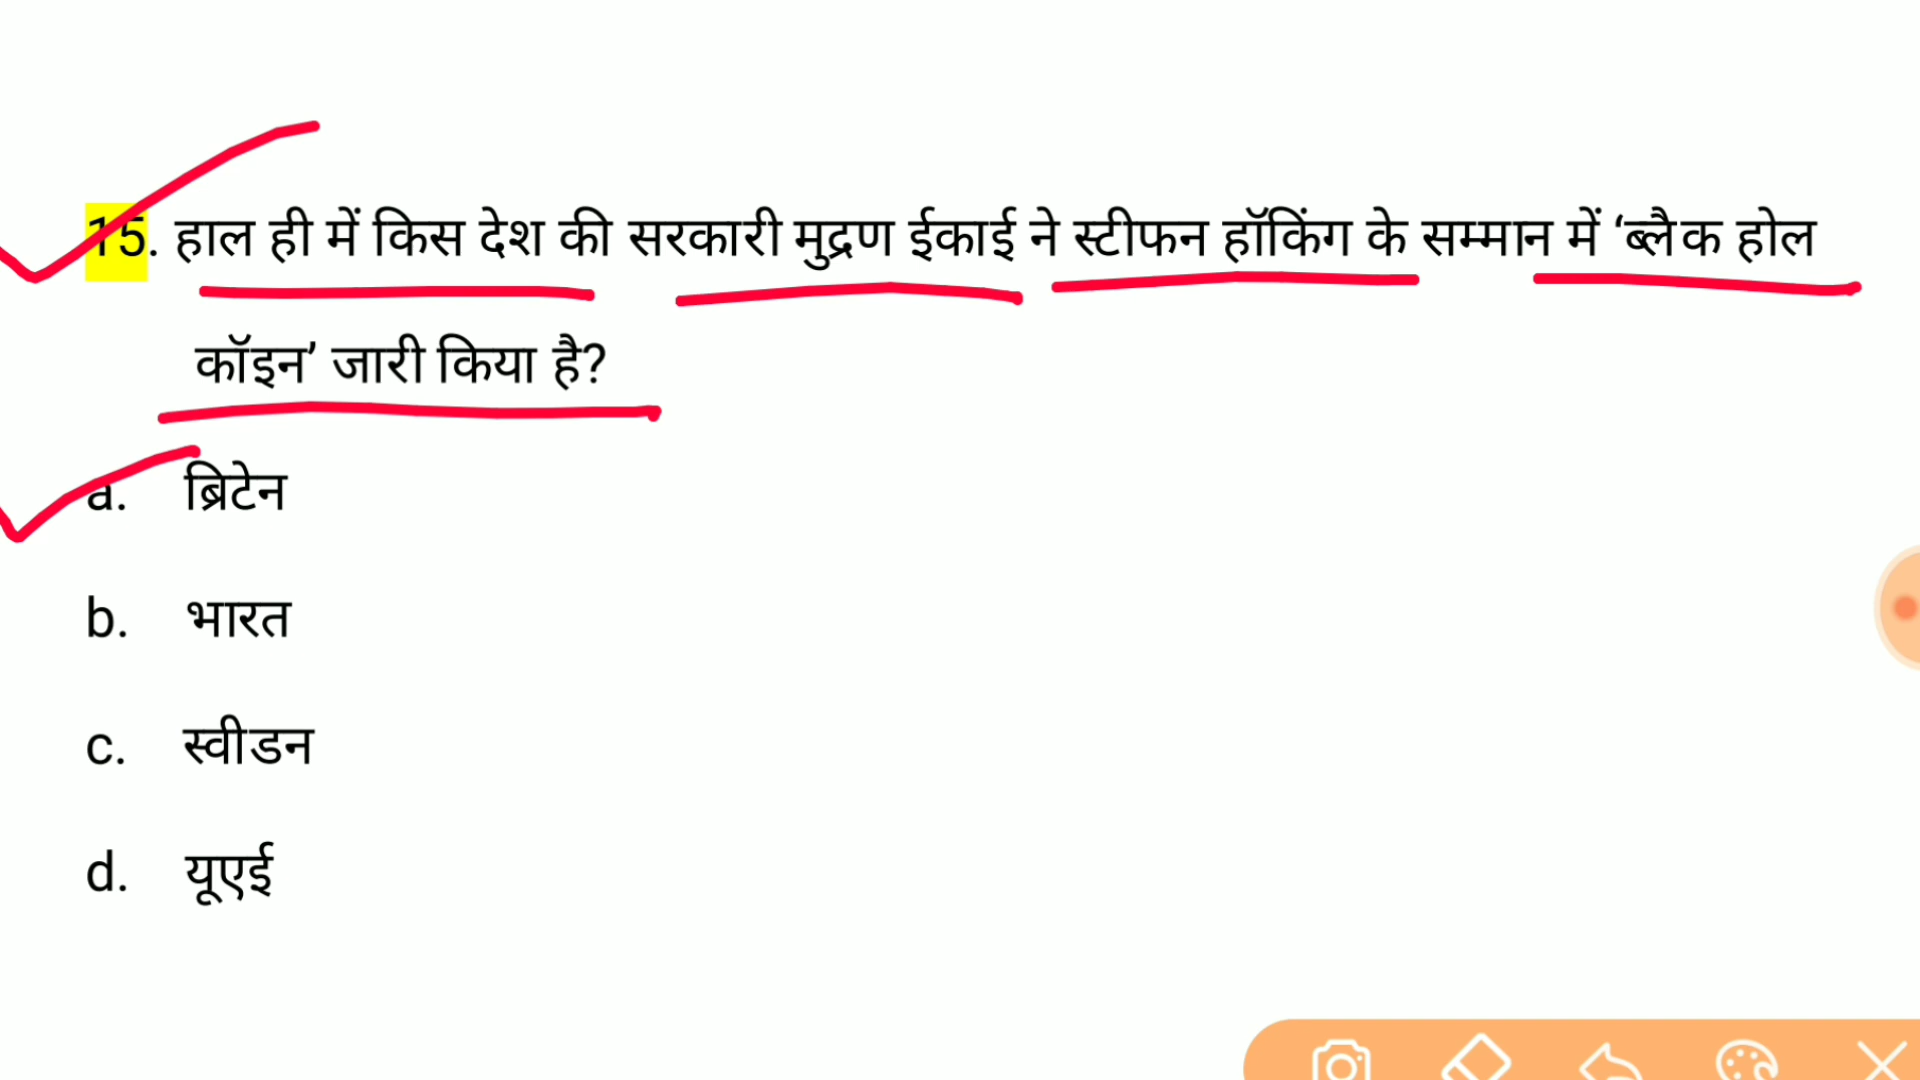 15. हाल ही में किस देश की सरकारी मुद्रण ईकाई ने स्टीफन हॉकिंग के सम्मान में ‘ब्लैक होल
कॉइन’ जारी किया है?
a. ब्रिटेन
b. भारत
c. स्वीडन
d. यूएई